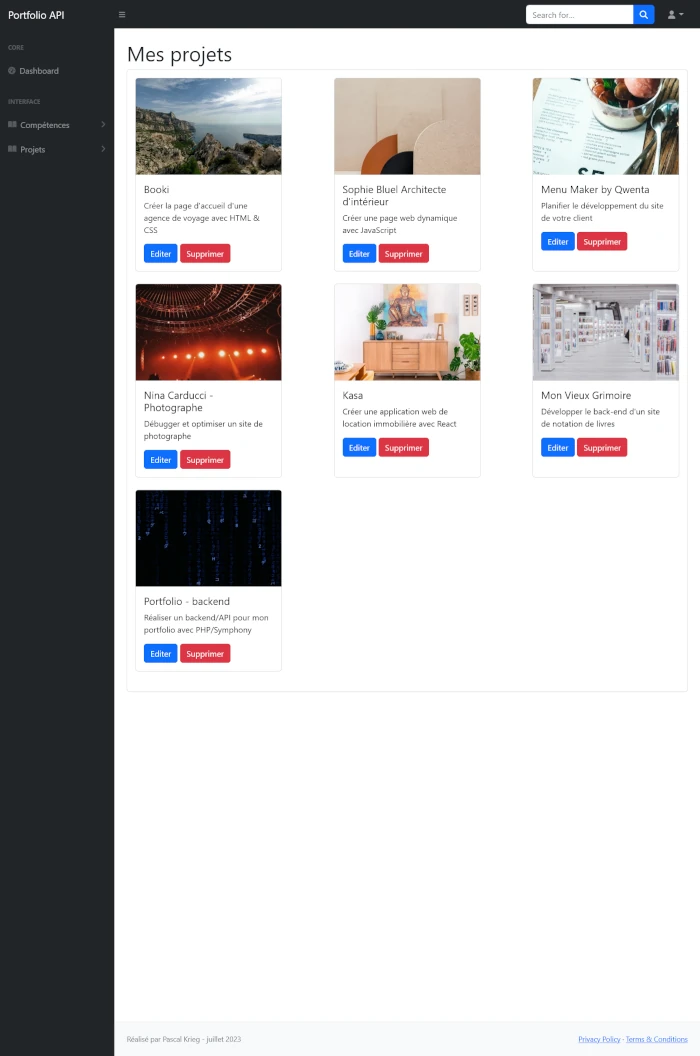 Portfolio API
Search for...
CORE
Dashboard
INTERFACE
Compétences
Projets
Mes projets
Booki
Créer la page d'accueil d'une
agence de voyage avec HTML &
CSS
Editer Supprimer
Sophie Bluel Architecte
d'intérieur
Créer une page web dynamique
avec JavaScript
Editer Supprimer
Menu Maker by Qwenta
Planifier le développement du site
de votre client
Editer Supprimer
Nina Carducci -
Photographe
Débugger et optimiser un site de
photographe
Editer Supprimer
Kasa
Créer une application web de
location immobilière avec React
Editer Supprimer
Mon Vieux Grimoire
Développer le back-end d'un site
de notation de livres
Editer Supprimer
Portfolio - backend
Réaliser un backend/API pour mon
portfolio avec PHP/Symphony
Editer Supprimer
Réalisé par Pascal Krieg - juillet 2023
Privacy Policy · Terms & Conditions